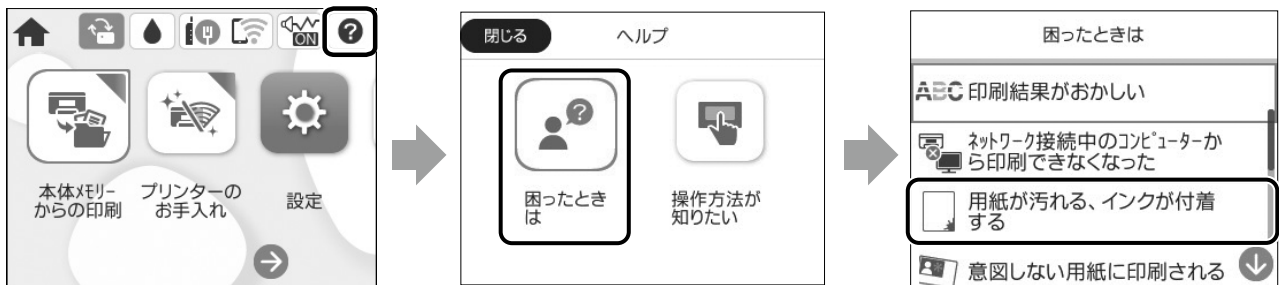 ON
?
本体メモリー
からの印刷
プリンターの
お手入れ
設定
閉じる
ヘルプ
?
困ったとき
は
操作方法が
知りたい
困ったときは
ABC 印刷結果がおかしい
ネットワーク接続中のコンピューターか
ら印刷できなくなった
用紙が汚れる、インクが付着
する
意図しない用紙に印刷される